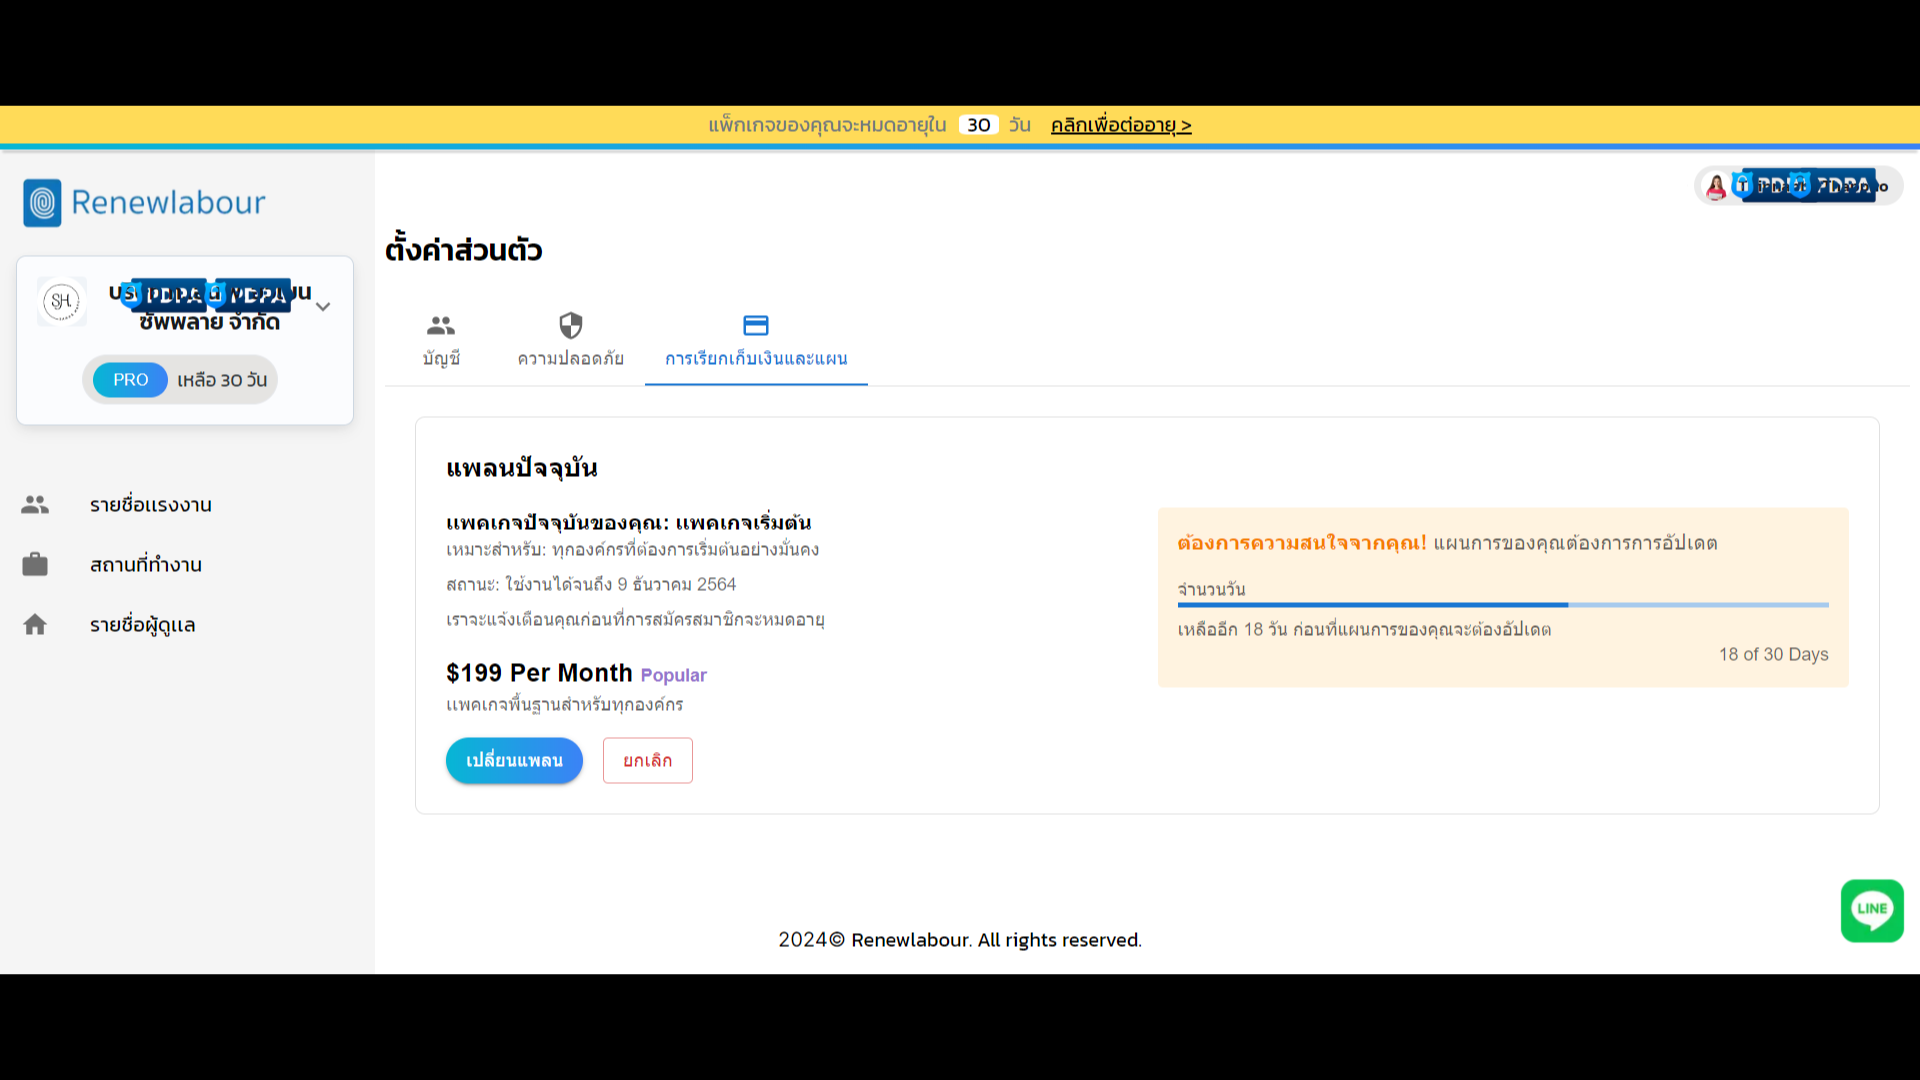 แพ็กเกจของคุณจะหมดอายุใน 30 วัน คลิกเพื่อต่ออายุ >
Renewlabour
PDPA PDPA
SH.
PDPA PDPA
ซัพพลาย จำกัด
PRO เหลือ 30 วัน
รายชื่อแรงงาน
สถานที่ทำงาน
รายชื่อผู้ดูแล
ตั้งค่าส่วนตัว
บัญชี ความปลอดภัย การเรียกเก็บเงินและแผน
แพลนปัจจุบัน
แพคเกจปัจจุบันของคุณ: แพคเกจเริ่มต้น
เหมาะสำหรับ: ทุกองค์กรที่ต้องการเริ่มต้นอย่างมั่นคง
สถานะ: ใช้งานได้จนถึง 9 ธันวาคม 2564
เราจะแจ้งเตือนคุณก่อนที่การสมัครสมาชิกจะหมดอายุ
$199 Per Month Popular
แพคเกจพื้นฐานสำหรับทุกองค์กร
เปลี่ยนแพลน ยกเลิก
ต้องการความสนใจจากคุณ! แผนการของคุณต้องการการอัปเดต
จำนวนวัน
เหลืออีก 18 วัน ก่อนที่แผนการของคุณจะต้องอัปเดต
18 of 30 Days
LINE
2024© Renewlabour. All rights reserved.